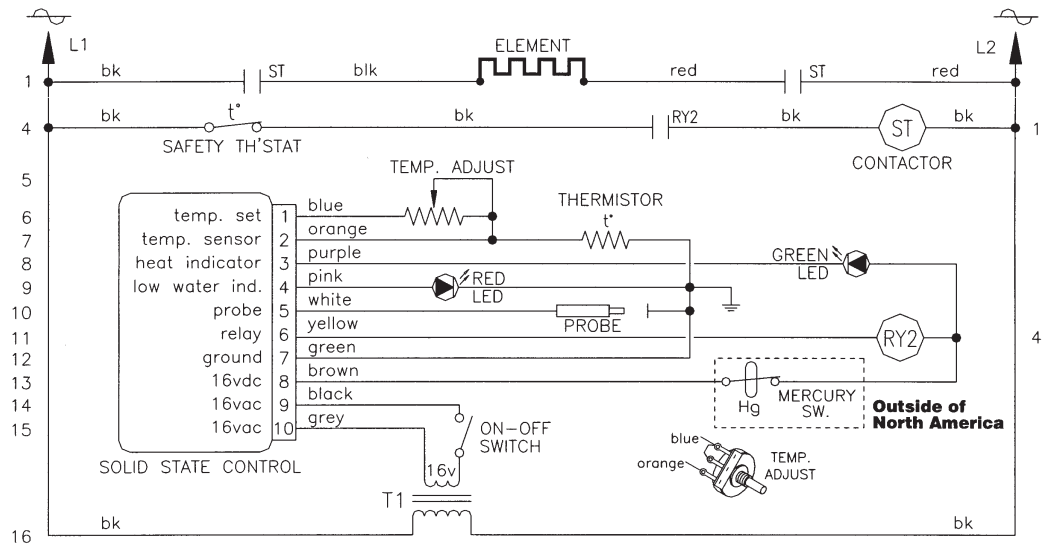 L1
L2
ELEMENT
1 bk ST blk red ST red
t°
4 bk bk RY2 bk ST bk 1
SAFETY TH'STAT
CONTACTOR
5
TEMP. ADJUST
6 temp. set 1 blue
THERMISTOR
t°
7 temp. sensor 2 orange
8 heat indicator 3 purple
GREEN
LED
9 low water ind. 4 pink
RED
LED
10 probe 5 white
PROBE
11 relay 6 yellow RY2 4
12 ground 7 green
13 16vdc 8 brown
Hg
MERCURY
SW.
Outside of
North America
14 16vac 9 black
15 16vac 10 grey
ON-OFF
SWITCH
blue
orange
TEMP.
ADJUST
SOLID STATE CONTROL
16v
T1
16 bk bk